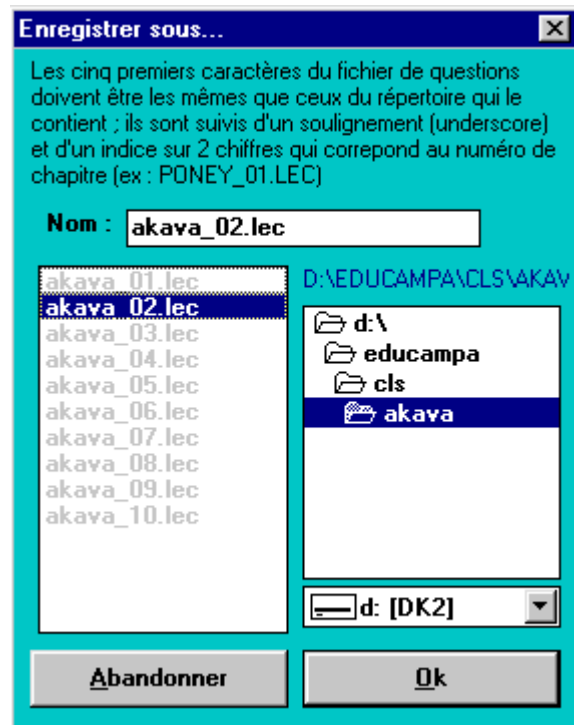 Enregistrer sous...
Les cinq premiers caractères du fichier de questions
doivent être les mêmes que ceux du répertoire qui le
contient ; ils sont suivis d'un soulignement (underscore)
et d'un indice sur 2 chiffres qui correpond au numéro de
chapitre (ex : PONEY_01.LEC)
Nom : akava_02.lec
akava_01.lec
akava_02.lec
akava_03.lec
akava_04.lec
akava_05.lec
akava_06.lec
akava_07.lec
akava_08.lec
akava_09.lec
akava_10.lec
D:\EDUCAMPA\CLS\AKAV
d:\
educampa
cls
akava
d: [DK2]
Abandonner
Ok